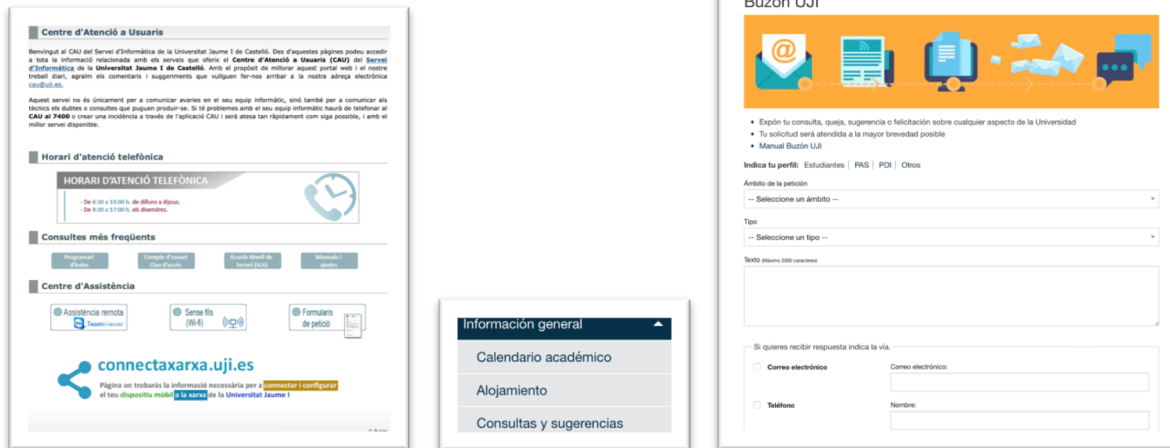 Centre d'Atenció a Usuaris
Benvingut al CAU del Servei d'Informàtica de la Universitat Jaume I de Castelló. Des d'aquestes pàgines podeu accedir
a tota la informació relacionada amb els serveis que oferix el Centre d'Atenció a Usuaris (CAU) del Servei
d'Informàtica de la Universitat Jaume I de Castelló. Amb el propòsit de millorar aquest portal web i el nostre
treball diari, agraïm els comentaris i suggeriments que vullguen fer-nos arribar a la nostra adreça electrònica
cau@uji.es.
Aquest servei no és únicament per a comunicar avaries en el seu equip informàtic, sinó també per a comunicar als
tècnics els dubtes o consultes que puguen produir-se. Si té problemes amb el seu equip informàtic haurà de telefonar al
CAU al 7400 o crear una incidència a través de l'aplicació CAU i serà atesa tan ràpidament com siga possible, i amb el
millor servei disponible.
Horari d'atenció telefònica
HORARI D'ATENCIÓ TELEFÒNICA
- De 8:30 a 19:00 h. de dilluns a dijous.
- De 8:30 a 17:00 h. els divendres.
Consultes més freqüents
Programari d'Aules
Compte d'usuari Clau d'accés
Acords Nivell de Servei (SLA)
Manuals i ajudes
Centre d'Assistència
Assistència remota
TeamViewer
Sense fils
(Wi-fi)
Formularis
de petició
connectaxarxa.uji.es
Pàgina on trobaràs la informació necessària per a connectar i configurar
el teu dispositiu mòbil a la xarxa de la Universitat Jaume I
Información general
Calendario académico
Alojamiento
Consultas y sugerencias
Buzón UJI
@
Expón tu consulta, queja, sugerencia o felicitación sobre cualquier aspecto de la Universidad
Tu solicitud será atendida a la mayor brevedad posible
Manual Buzón UJI
Indica tu perfil: Estudiantes | PAS | PDI | Otros
Ámbito de la petición
-- Seleccione un ámbito --
Tipo
-- Seleccione un tipo --
Texto (Máximo 2000 caracteres)
Si quieres recibir respuesta indica la vía.
Correo electrónico
Correo electrónico:
Teléfono
Nombre: